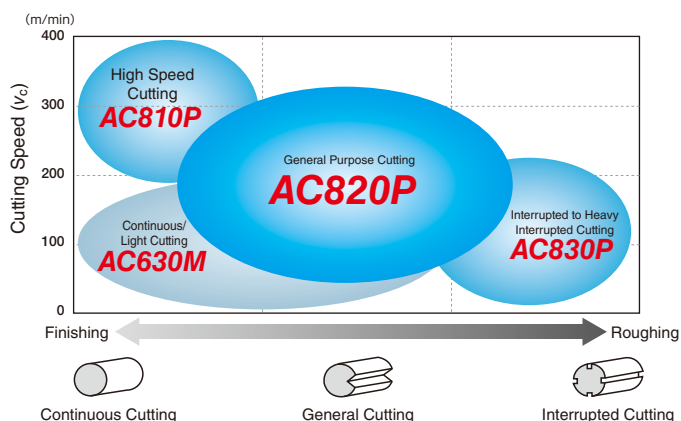 (m/min)
400
300
200
100
0
Cutting Speed (vc)
High Speed
Cutting
AC810P
General Purpose Cutting
AC820P
Continuous/
Light Cutting
AC630M
Interrupted to Heavy
Interrupted Cutting
AC830P
Finishing
Roughing
Continuous Cutting
General Cutting
Interrupted Cutting